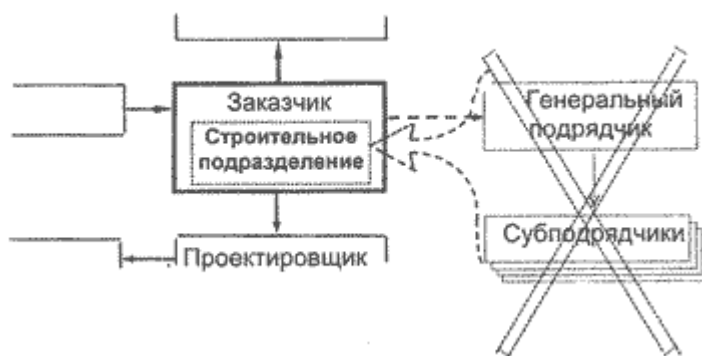 Заказчик
Строительное
подразделение
Генеральный
подрядчик
Субподрядчики
Проектировщик